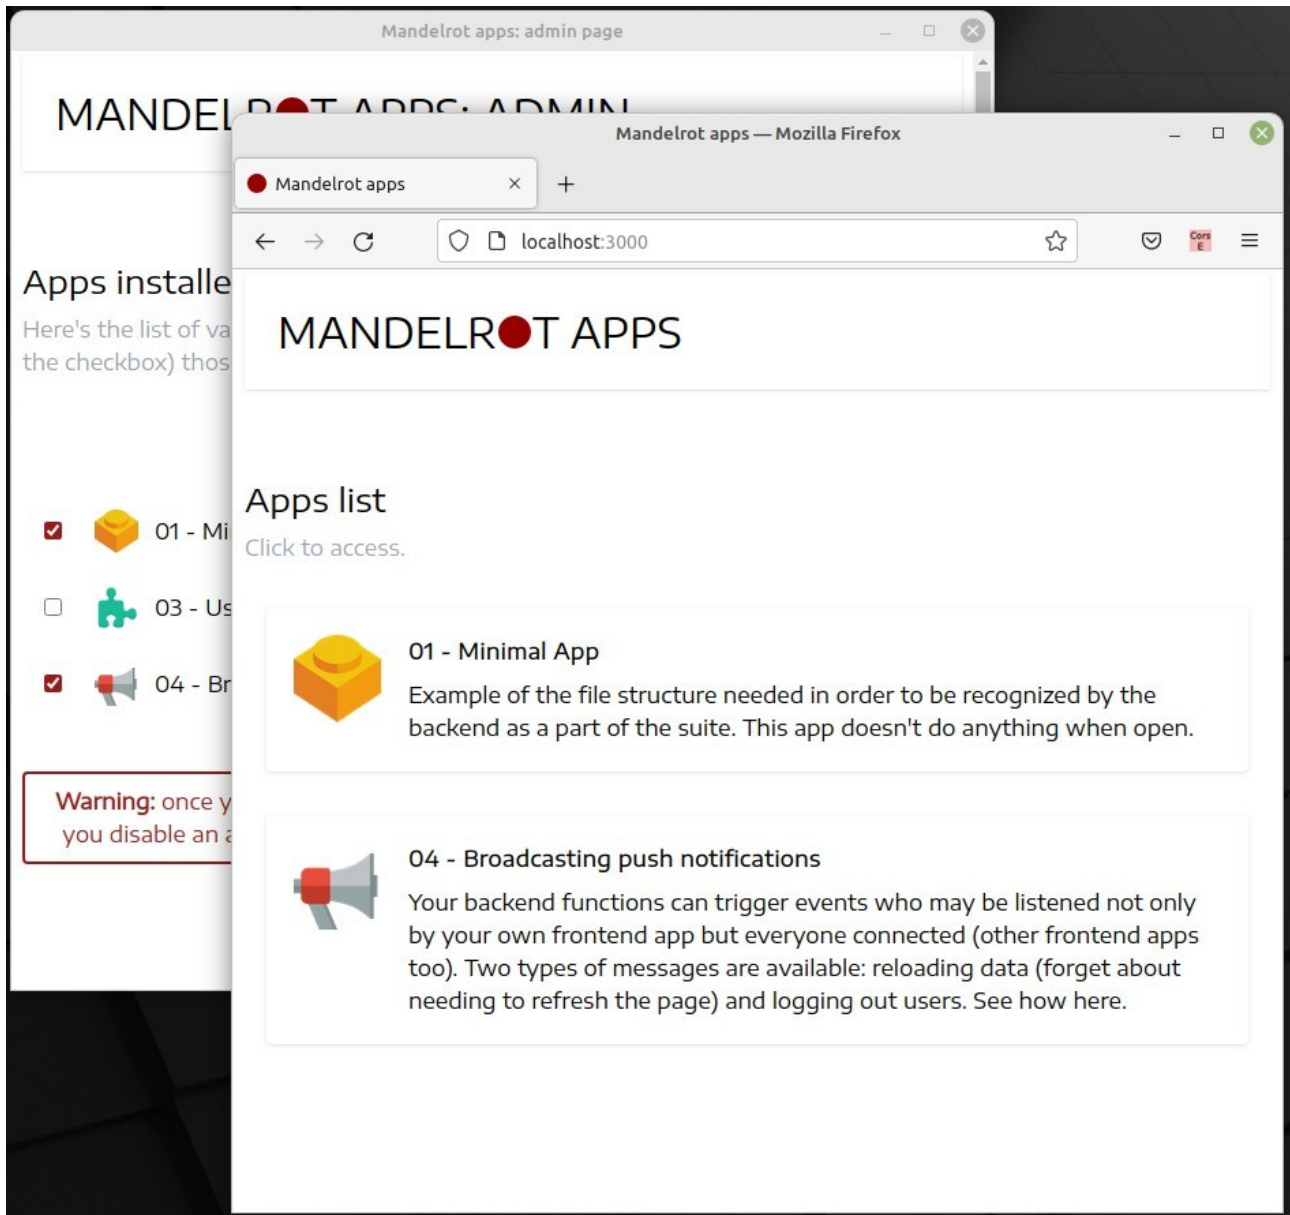 Mandelrot apps: admin page
MANDELROT APPS: ADMIN
Mandelrot apps — Mozilla Firefox
Mandelrot apps
localhost:3000
Cors
E
Apps installe
Here's the list of va
the checkbox) thos
01 - Mi
03 - Us
04 - Br
Warning: once y
you disable an a
MANDELROT APPS
Apps list
Click to access.
01 - Minimal App
Example of the file structure needed in order to be recognized by the
backend as a part of the suite. This app doesn't do anything when open.
04 - Broadcasting push notifications
Your backend functions can trigger events who may be listened not only
by your own frontend app but everyone connected (other frontend apps
too). Two types of messages are available: reloading data (forget about
needing to refresh the page) and logging out users. See how here.